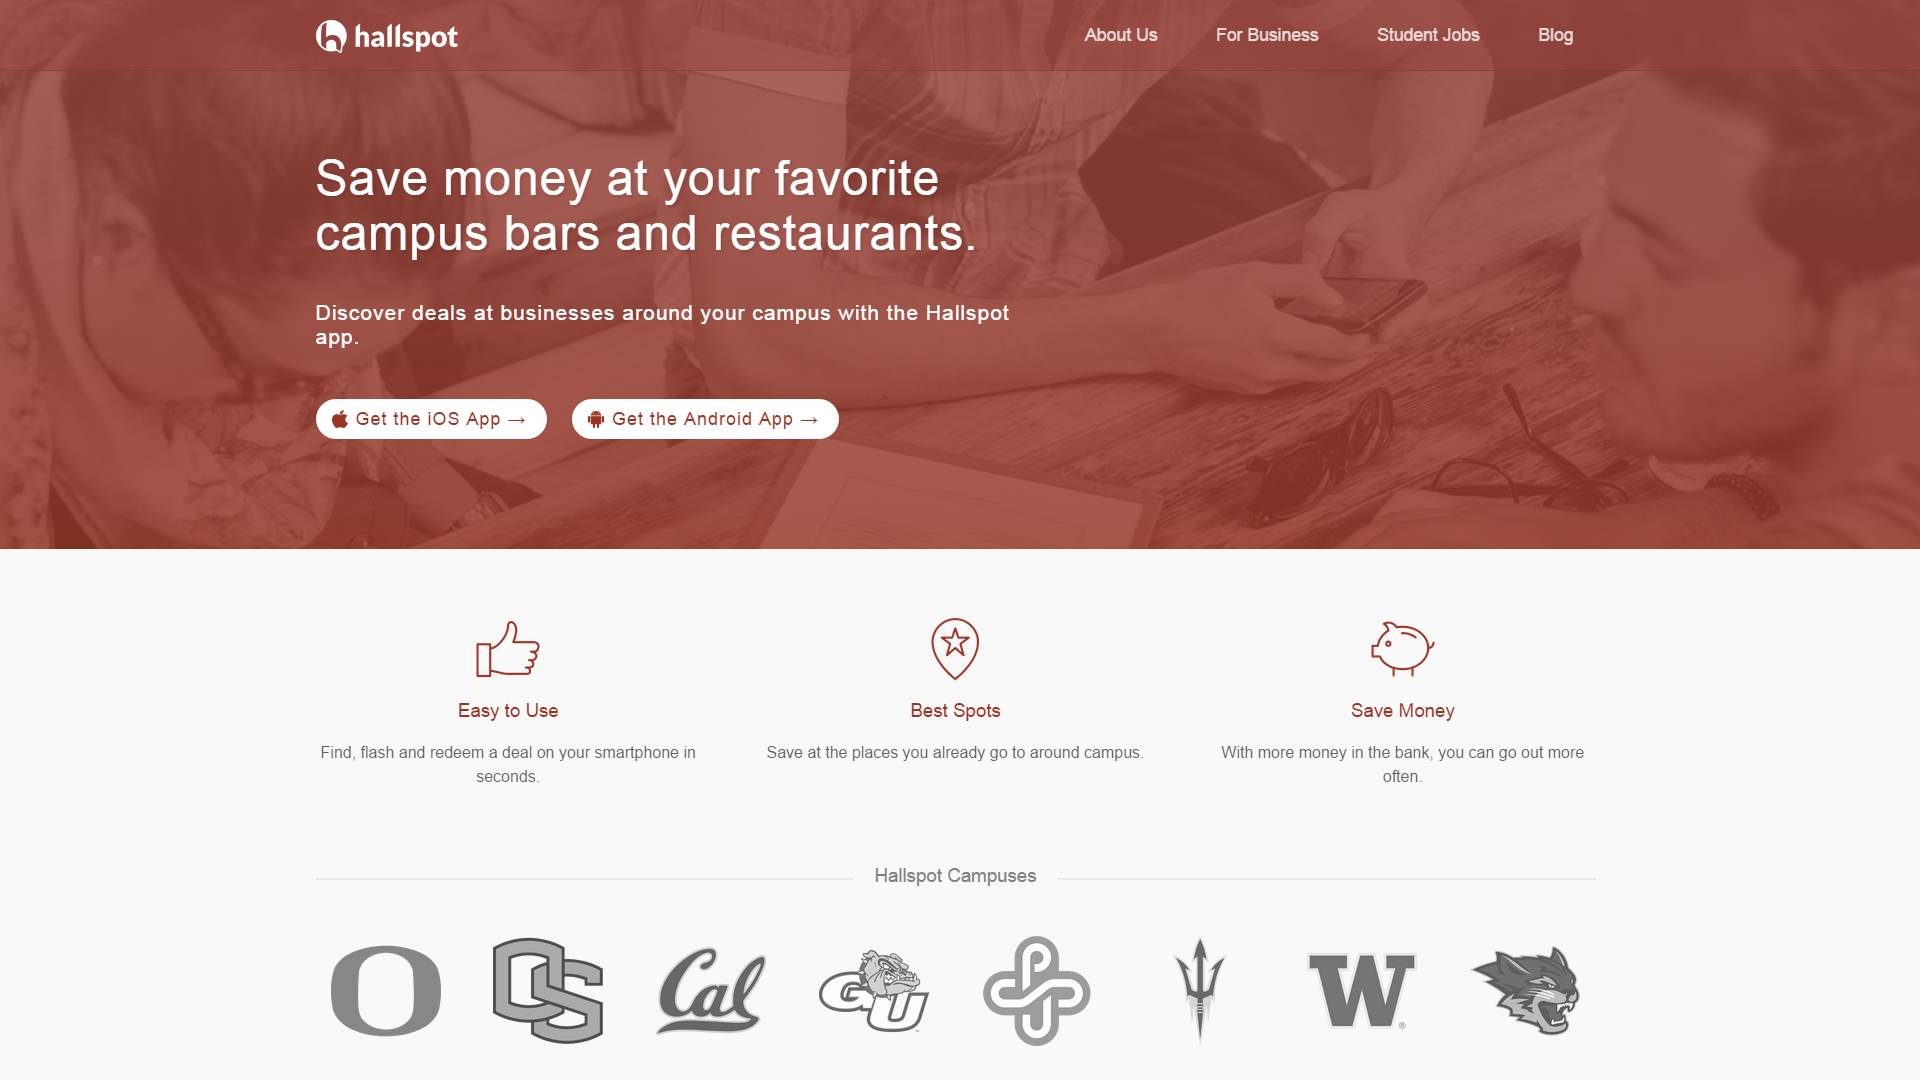 hallspot
About Us
For Business
Student Jobs
Blog
Save money at your favorite
campus bars and restaurants.
Discover deals at businesses around your campus with the Hallspot
app.
Get the iOS App →
Get the Android App →
Easy to Use
Find, flash and redeem a deal on your smartphone in
seconds.
Best Spots
Save at the places you already go to around campus.
Save Money
With more money in the bank, you can go out more
often.
Hallspot Campuses
O
OS
Cal
GU
PSU
W
®